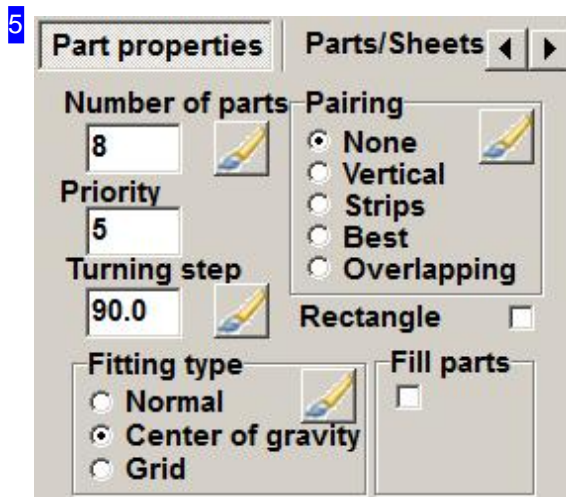 5
Part properties Parts/Sheets
Number of parts
8
Priority
5
Turning step
90.0
Pairing
None
Vertical
Strips
Best
Overlapping
Rectangle
Fitting type
Normal
Center of gravity
Grid
Fill parts